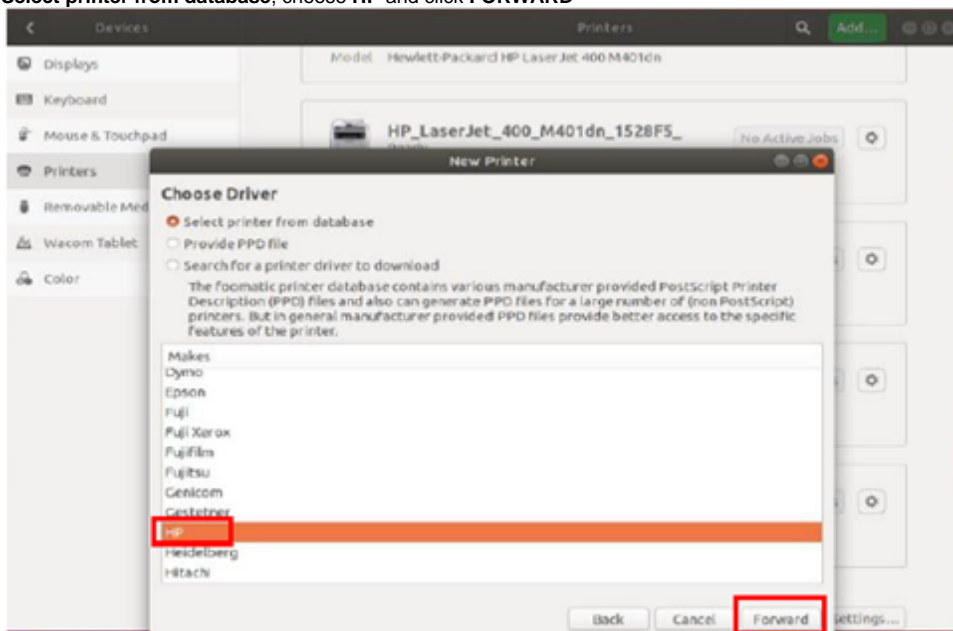 Select printer from database, choose HP and click FORWARD
Devices
Printers
Add...
Displays
Keyboard
Mouse & Touchpad
Printers
Removable Med
Wacom Tablet
Color
Model Hewlett-Packard HP LaserJet 400 M401dn
HP_LaserJet_400_M401dn_1528F5_
No Active Jobs
New Printer
Choose Driver
Select printer from database
Provide PPD file
Search for a printer driver to download
The foomatic printer database contains various manufacturer provided PostScript Printer
Description (PPD) files and also can generate PPD files for a large number of (non PostScript)
printers. But in general manufacturer provided PPD files provide better access to the specific
features of the printer.
Makes
Dymo
Epson
Fuji
Fuji Xerox
Fujifilm
Fujitsu
Genicom
Gestetner
HP
Heidelberg
Hitachi
Back
Cancel
Forward
Settings...